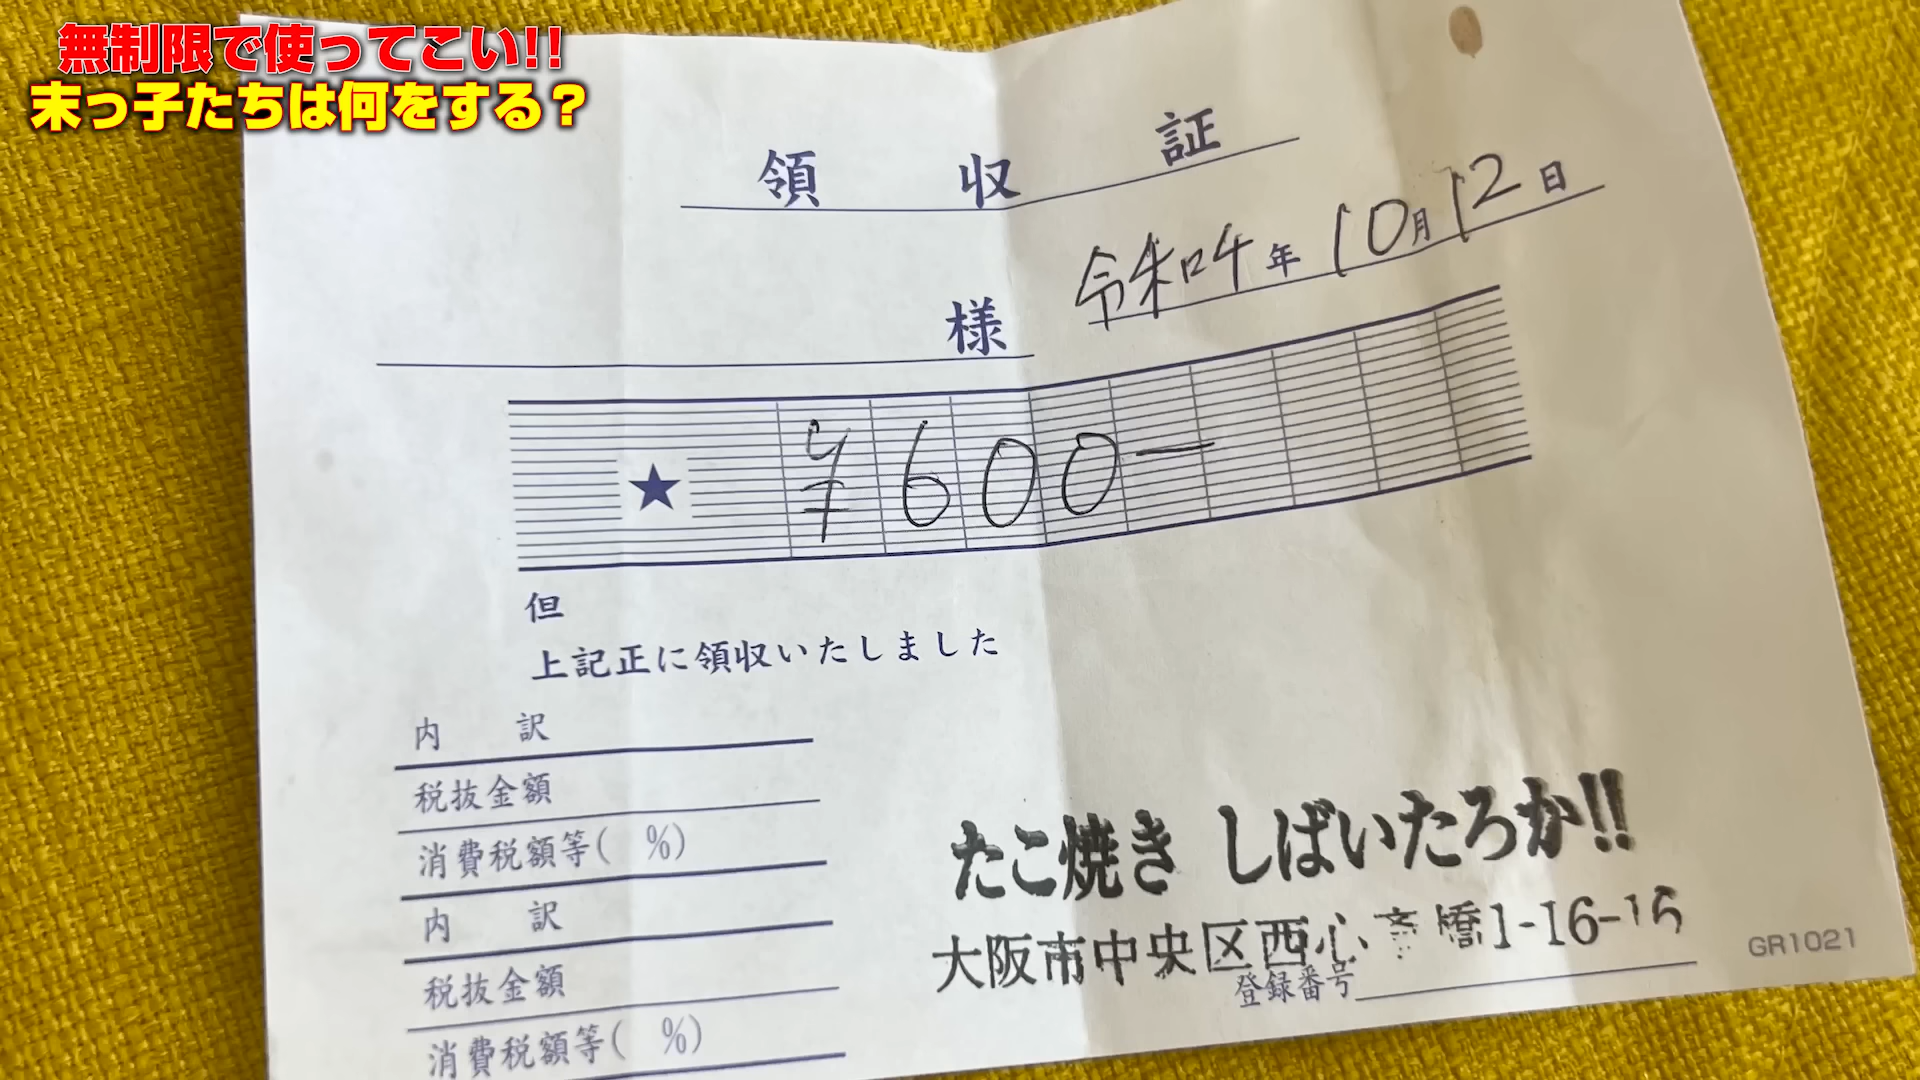 無制限で使ってこい!!
末っ子たちは何をする？
領収証
令和4年10月12日
様
★ ¥600-
但
上記正に領収いたしました
内訳
税抜金額
消費税額等( %)
内訳
税抜金額
消費税額等( %)
たこ焼き しばいたろか!!
大阪市中央区西心斎橋1-16-15
登録番号
GR1021